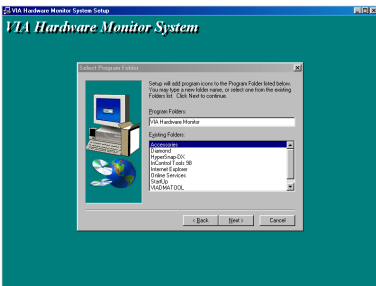 VIA Hardware Monitor System Setup
VIA Hardware Monitor System
Select Program Folder
Setup will add program icons to the Program Folder listed below.
You may type a new folder name, or select one from the existing
Folders list. Click Next to continue.
Program Folders:
VIA Hardware Monitor
Existing Folders:
Accessories
Diamond
HyperSnap-DX
InControl Tools 98
Internet Explorer
Online Services
StartUp
VIADMATOOL
< Back
Next >
Cancel